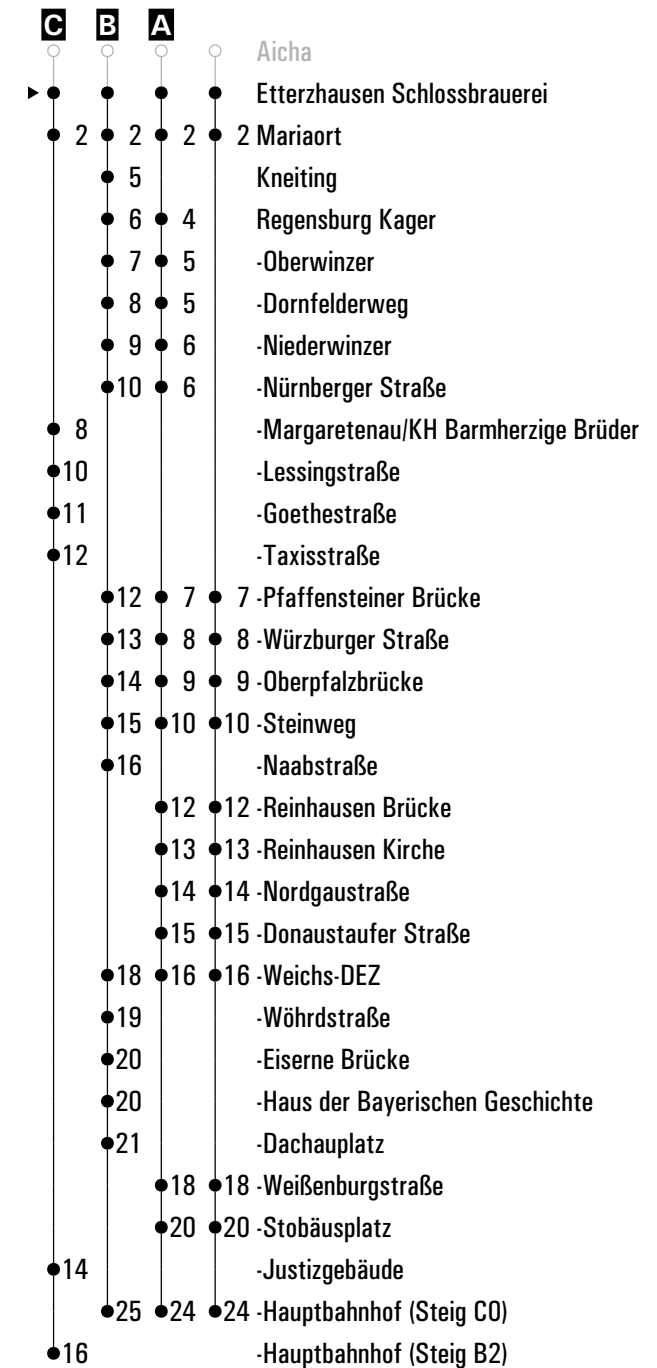 C B A
Aicha
Etterzhausen Schlossbrauerei
2 2 2 2 Mariaort
5 Kneiting
6 4 Regensburg Kager
7 5 -Oberwinzer
8 5 -Dornfelderweg
9 6 -Niederwinzer
10 6 -Nürnberger Straße
8 -Margaretenau/KH Barmherzige Brüder
10 -Lessingstraße
11 -Goethestraße
12 -Taxisstraße
12 7 7 -Pfaffensteiner Brücke
13 8 8 -Würzburger Straße
14 9 9 -Oberpfalzbrücke
15 10 10 -Steinweg
16 -Naabstraße
12 12 -Reinhausen Brücke
13 13 -Reinhausen Kirche
14 14 -Nordgaustraße
15 15 -Donaustaufer Straße
18 16 16 -Weichs-DEZ
19 -Wöhrdstraße
20 -Eiserne Brücke
20 -Haus der Bayerischen Geschichte
21 -Dachauplatz
18 18 -Weißenburgstraße
20 20 -Stobäusplatz
14 -Justizgebäude
25 24 24 -Hauptbahnhof (Steig C0)
16 -Hauptbahnhof (Steig B2)